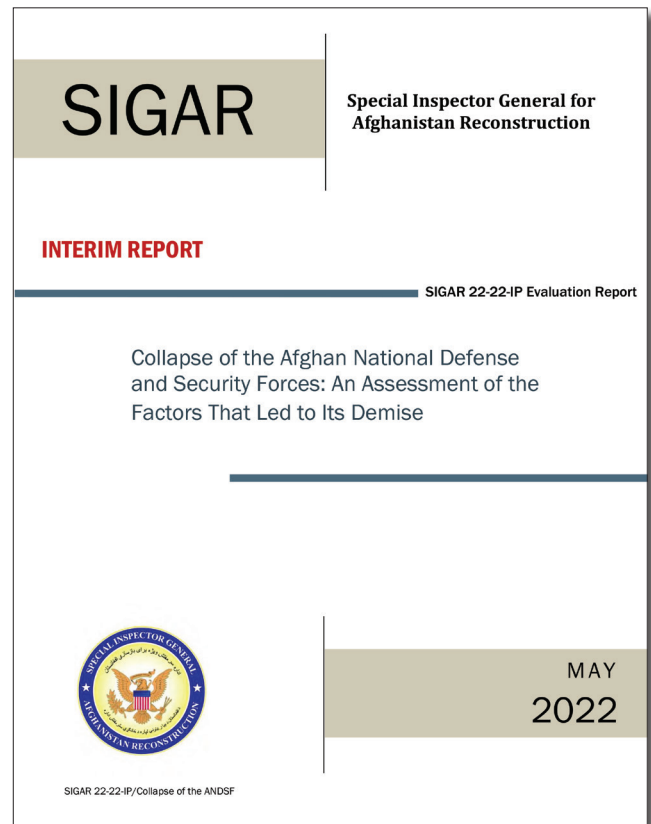 SIGAR
Special Inspector General for
Afghanistan Reconstruction
INTERIM REPORT
SIGAR 22-22-IP Evaluation Report
Collapse of the Afghan National Defense
and Security Forces: An Assessment of the
Factors That Led to Its Demise
SPECIAL INSPECTOR GENERAL
AFGHANISTAN RECONSTRUCTION
MAY
2022
SIGAR 22-22-IP/Collapse of the ANDSF